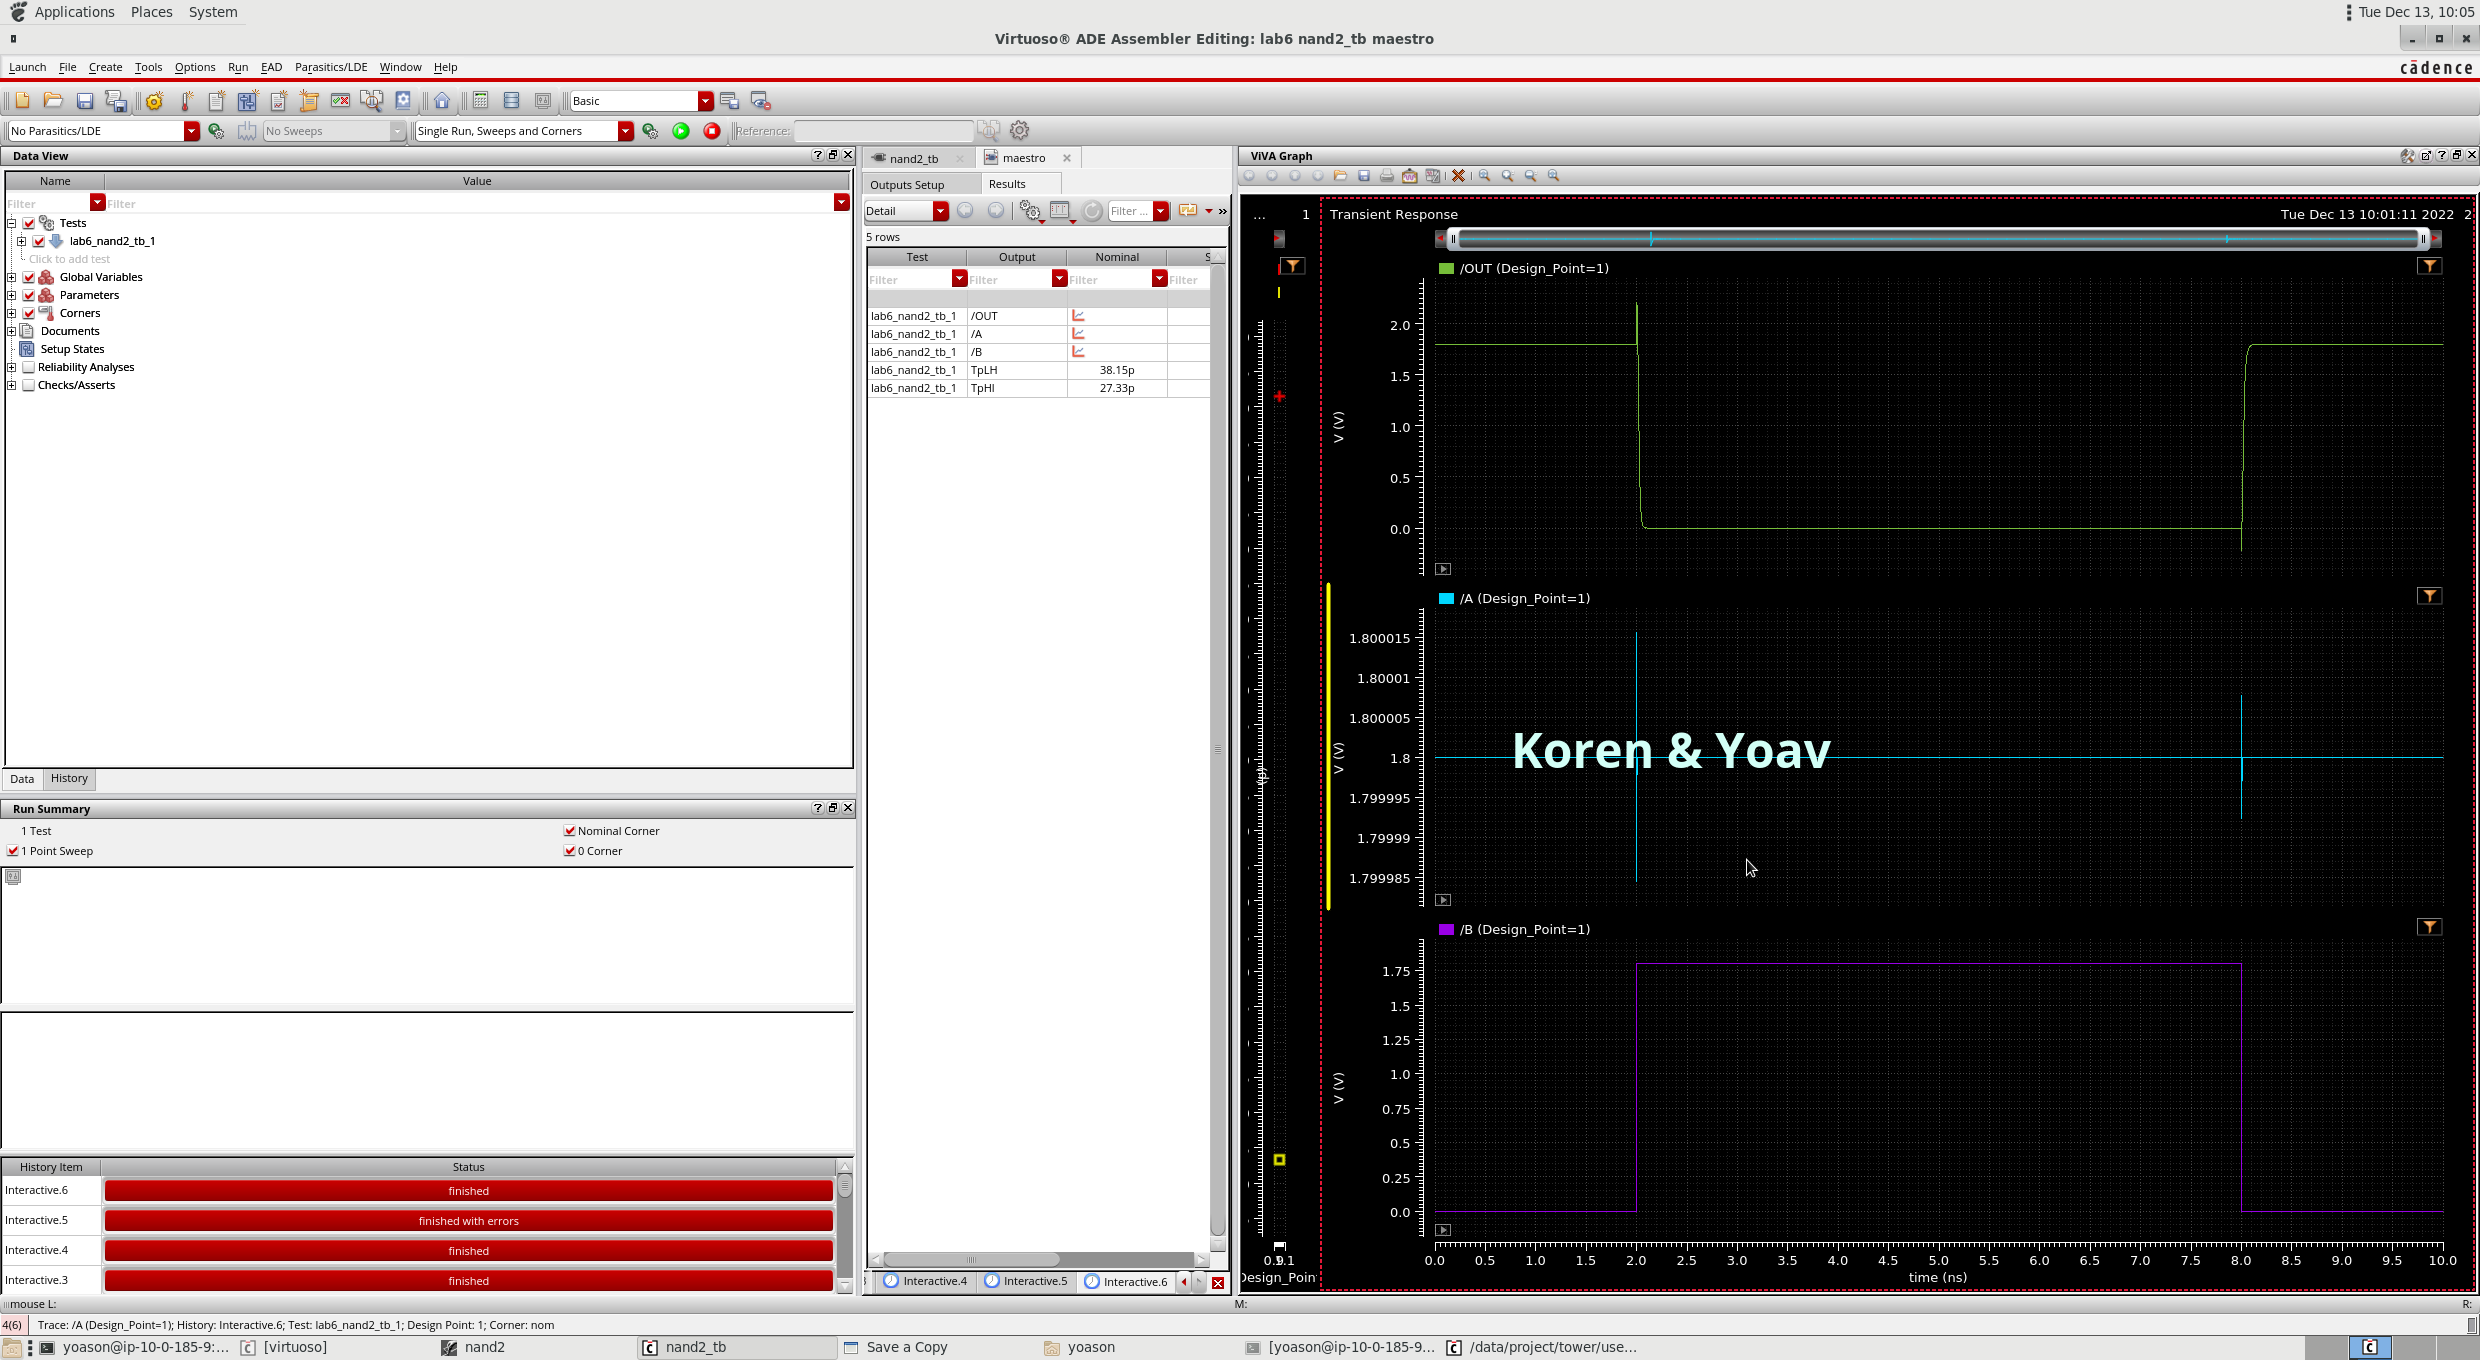 Applications Places System Tue Dec 13, 10:05
Virtuoso® ADE Assembler Editing: lab6 nand2_tb maestro
Launch File Create Tools Options Run EAD Parasitics/LDE Window Help cādence
Basic
No Parasitics/LDE No Sweeps Single Run, Sweeps and Corners Reference:
Data View
Name Value
Filter Filter
Tests
lab6_nand2_tb_1
Click to add test
Global Variables
Parameters
Corners
Documents
Setup States
Reliability Analyses
Checks/Asserts
Data History
Run Summary
1 Test Nominal Corner
1 Point Sweep 0 Corner
History Item Status
Interactive.6 finished
Interactive.5 finished with errors
Interactive.4 finished
Interactive.3 finished
nand2_tb maestro
Outputs Setup Results
Detail Filter ... »
5 rows
Test Output Nominal S
Filter Filter Filter Filter
lab6_nand2_tb_1 /OUT
lab6_nand2_tb_1 /A
lab6_nand2_tb_1 /B
lab6_nand2_tb_1 TpLH 38.15p
lab6_nand2_tb_1 TpHl 27.33p
Interactive.4 Interactive.5 Interactive.6
ViVA Graph
... 1 Transient Response Tue Dec 13 10:01:11 2022 2
/OUT (Design_Point=1)
2.0
1.5
1.0
0.5
0.0
V (V)
/A (Design_Point=1)
1.800015
1.80001
1.800005
1.8
1.799995
1.79999
1.799985
V (V)
Koren & Yoav
/B (Design_Point=1)
1.75
1.5
1.25
1.0
0.75
0.5
0.25
0.0
V (V)
0.0 0.5 1.0 1.5 2.0 2.5 3.0 3.5 4.0 4.5 5.0 5.5 6.0 6.5 7.0 7.5 8.0 8.5 9.0 9.5 10.0
time (ns)
mouse L: M: R:
4(6) Trace: /A (Design_Point=1); History: Interactive.6; Test: lab6_nand2_tb_1; Design Point: 1; Corner: nom
yoason@ip-10-0-185-9:... [virtuoso] nand2 nand2_tb Save a Copy yoason [yoason@ip-10-0-185-9... /data/project/tower/use...